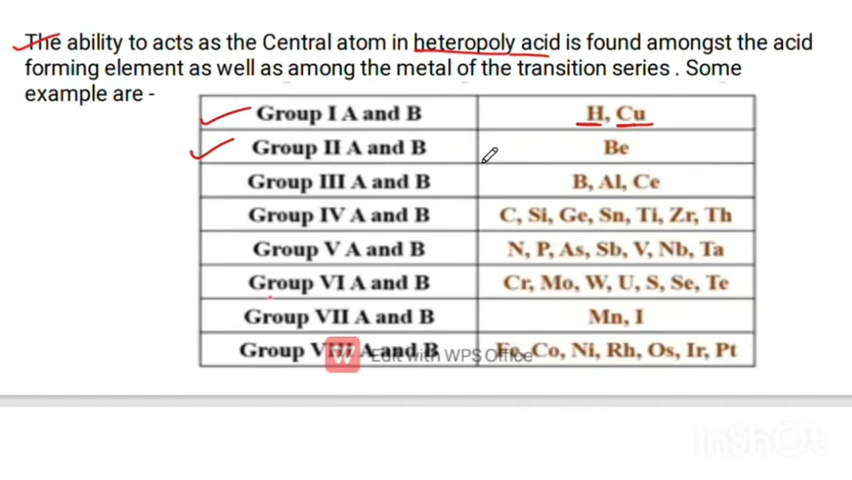 The ability to acts as the Central atom in heteropoly acid is found amongst the acid
forming element as well as among the metal of the transition series . Some
example are -
Group I A and B H, Cu
Group II A and B Be
Group III A and B B, Al, Ce
Group IV A and B C, Si, Ge, Sn, Ti, Zr, Th
Group V A and B N, P, As, Sb, V, Nb, Ta
Group VI A and B Cr, Mo, W, U, S, Se, Te
Group VII A and B Mn, I
Group VIII A and B Fe, Co, Ni, Rh, Os, Ir, Pt
W Edit with WPS Office
InShOt